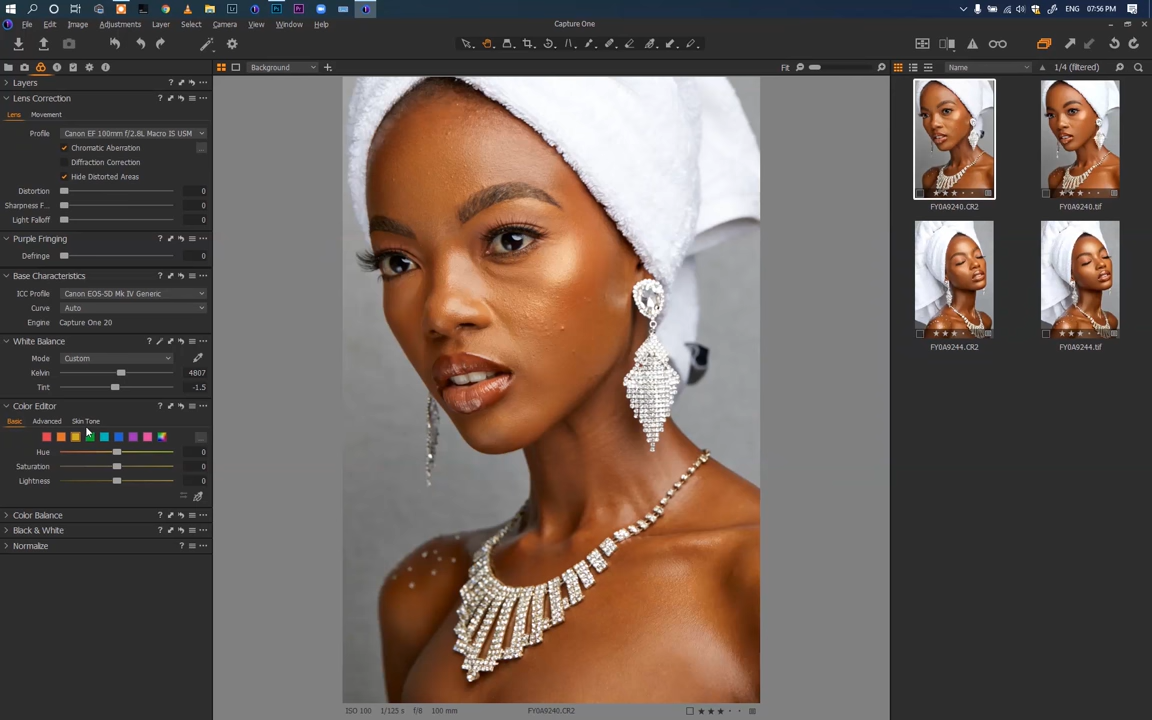 ENG 07:56 PM
File Edit Image Adjustments Layer Select Camera View Window Help
Capture One
Background
Fit
Name
1/4 (filtered)
Layers
Lens Correction
Lens Movement
Profile Canon EF 100mm f/2.8L Macro IS USM
Chromatic Aberration
Diffraction Correction
Hide Distorted Areas
Distortion 0
Sharpness F... 0
Light Falloff 0
Purple Fringing
Defringe 0
Base Characteristics
ICC Profile Canon EOS-5D Mk IV Generic
Curve Auto
Engine Capture One 20
White Balance
Mode Custom
Kelvin 4807
Tint -1.5
Color Editor
Basic Advanced Skin Tone
Hue 0
Saturation 0
Lightness 0
Color Balance
Black & White
Normalize
FY0A9240.CR2 FY0A9240.tif
FY0A9244.CR2 FY0A9244.tif
ISO 100 1/125 s f/8 100 mm FY0A9240.CR2